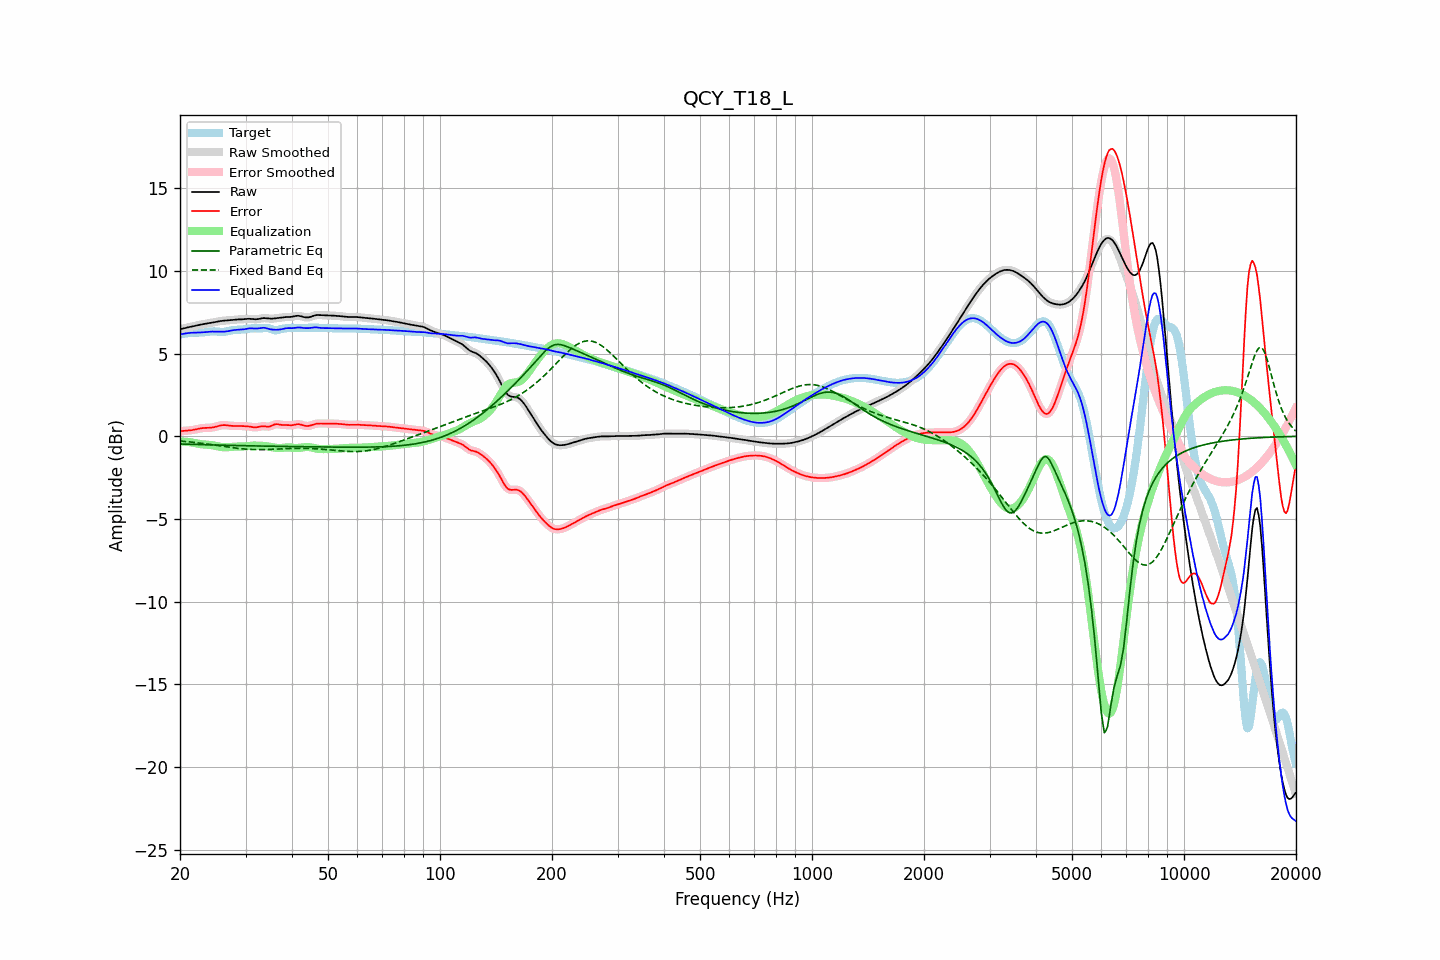 QCY_T18_L
Target
Raw Smoothed
Error Smoothed
Raw
Error
Equalization
Parametric Eq
Fixed Band Eq
Equalized
Amplitude (dBr)
15
10
5
0
−5
−10
−15
−20
−25
20 50 100 200 500 1000 2000 5000 10000 20000
Frequency (Hz)